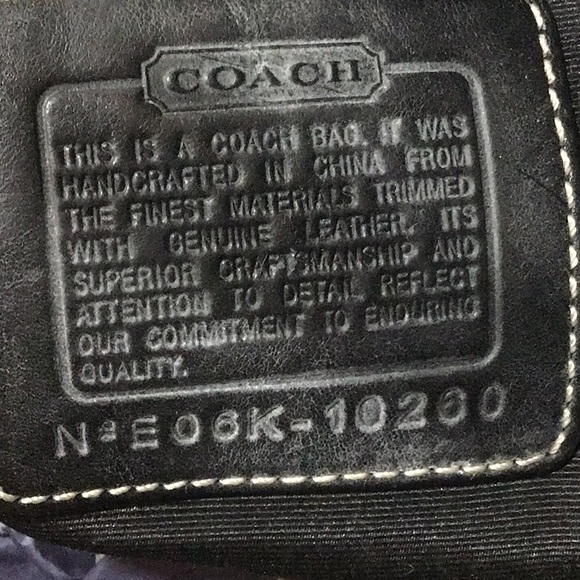 COACH
THIS IS A COACH BAG. IT WAS
HANDCRAFTED IN CHINA FROM
THE FINEST MATERIALS TRIMMED
WITH GENUINE LEATHER. ITS
SUPERIOR CRAFTSMANSHIP AND
ATTENTION TO DETAIL REFLECT
OUR COMMITMENT TO ENDURING
QUALITY.
Nº E06K-10260